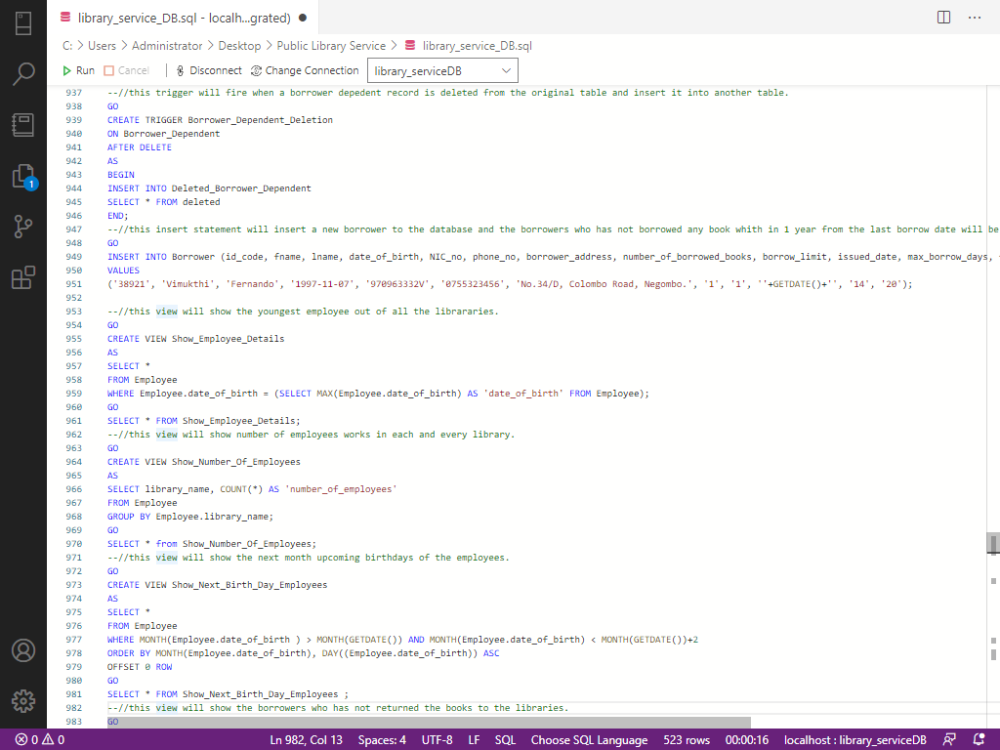 library_service_DB.sql - localh...grated) ●
C: > Users > Administrator > Desktop > Public Library Service > library_service_DB.sql
Run Cancel Disconnect Change Connection library_serviceDB
937 --//this trigger will fire when a borrower depedent record is deleted from the original table and insert it into another table.
938 GO
939 CREATE TRIGGER Borrower_Dependent_Deletion
940 ON Borrower_Dependent
941 AFTER DELETE
942 AS
943 BEGIN
944 INSERT INTO Deleted_Borrower_Dependent
945 SELECT * FROM deleted
946 END;
947 --//this insert statement will insert a new borrower to the database and the borrowers who has not borrowed any book whith in 1 year from the last borrow date will be
948 GO
949 INSERT INTO Borrower (id_code, fname, lname, date_of_birth, NIC_no, phone_no, borrower_address, number_of_borrowed_books, borrow_limit, issued_date, max_borrow_days,
950 VALUES
951 ('38921', 'Vimukthi', 'Fernando', '1997-11-07', '970963332V', '0755323456', 'No.34/D, Colombo Road, Negombo.', '1', '1', ''+GETDATE()+'', '14', '20');
952
953 --//this view will show the youngest employee out of all the librararies.
954 GO
955 CREATE VIEW Show_Employee_Details
956 AS
957 SELECT *
958 FROM Employee
959 WHERE Employee.date_of_birth = (SELECT MAX(Employee.date_of_birth) AS 'date_of_birth' FROM Employee);
960 GO
961 SELECT * FROM Show_Employee_Details;
962 --//this view will show number of employees works in each and every library.
963 GO
964 CREATE VIEW Show_Number_Of_Employees
965 AS
966 SELECT library_name, COUNT(*) AS 'number_of_employees'
967 FROM Employee
968 GROUP BY Employee.library_name;
969 GO
970 SELECT * from Show_Number_Of_Employees;
971 --//this view will show the next month upcoming birthdays of the employees.
972 GO
973 CREATE VIEW Show_Next_Birth_Day_Employees
974 AS
975 SELECT *
976 FROM Employee
977 WHERE MONTH(Employee.date_of_birth ) > MONTH(GETDATE()) AND MONTH(Employee.date_of_birth) < MONTH(GETDATE())+2
978 ORDER BY MONTH(Employee.date_of_birth), DAY((Employee.date_of_birth)) ASC
979 OFFSET 0 ROW
980 GO
981 SELECT * FROM Show_Next_Birth_Day_Employees ;
982 --//this view will show the borrowers who has not returned the books to the libraries.
983 GO
1
0 0 Ln 982, Col 13 Spaces: 4 UTF-8 LF SQL Choose SQL Language 523 rows 00:00:16 localhost : library_serviceDB